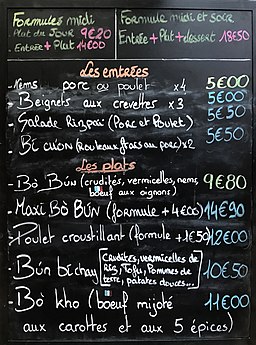 Formules midi
Plat du Jour 9€20
- Entrée + Plat 14€00
Formule midi et soir
Entrée + Plat + dessert 18€50
Les entrées
- Nems porc ou poulet x4 5€00
- Beignets aux crevettes x3 5€00
- Salade (Porc et Poulet) 5€50
- Bì cuốn (rouleaux frais au porc) x2 5€50
Les plats
- Bò Bún (crudités, vermicelles, nems, boeuf aux oignons) 9€80
- Maxi Bò Bún (formule + 4€00) 14€90
- Poulet croustillant (formule + 1€50) 12€00
- Bún bì chay (Crudités, vermicelles de Riz, Tofu, Pommes de terre, patates douces... 10€50
- Bò kho (boeuf mijoté 11€00
aux carottes et aux 5 épices)